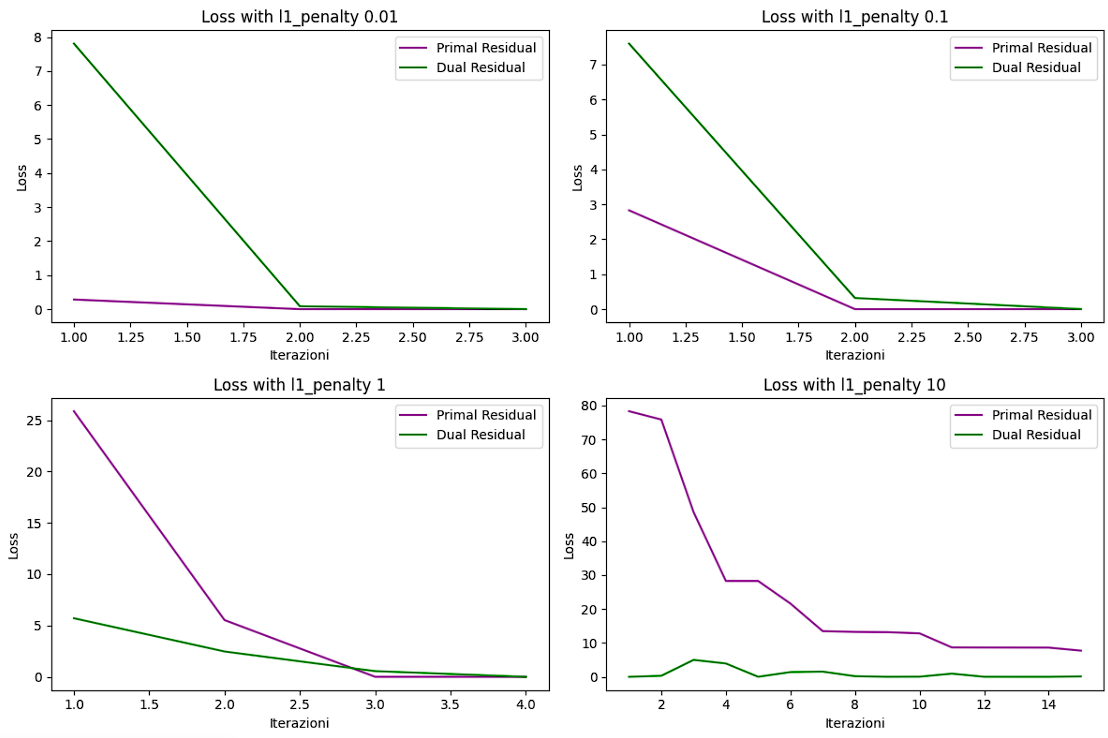 Loss with l1_penalty 0.01
8
7
6
5
4
3
2
1
0
Loss
Primal Residual
Dual Residual
1.00 1.25 1.50 1.75 2.00 2.25 2.50 2.75 3.00
Iterazioni
Loss with l1_penalty 0.1
7
6
5
4
3
2
1
0
Loss
Primal Residual
Dual Residual
1.00 1.25 1.50 1.75 2.00 2.25 2.50 2.75 3.00
Iterazioni
Loss with l1_penalty 1
25
20
15
10
5
0
Loss
Primal Residual
Dual Residual
1.0 1.5 2.0 2.5 3.0 3.5 4.0
Iterazioni
Loss with l1_penalty 10
80
70
60
50
40
30
20
10
0
Loss
Primal Residual
Dual Residual
2 4 6 8 10 12 14
Iterazioni